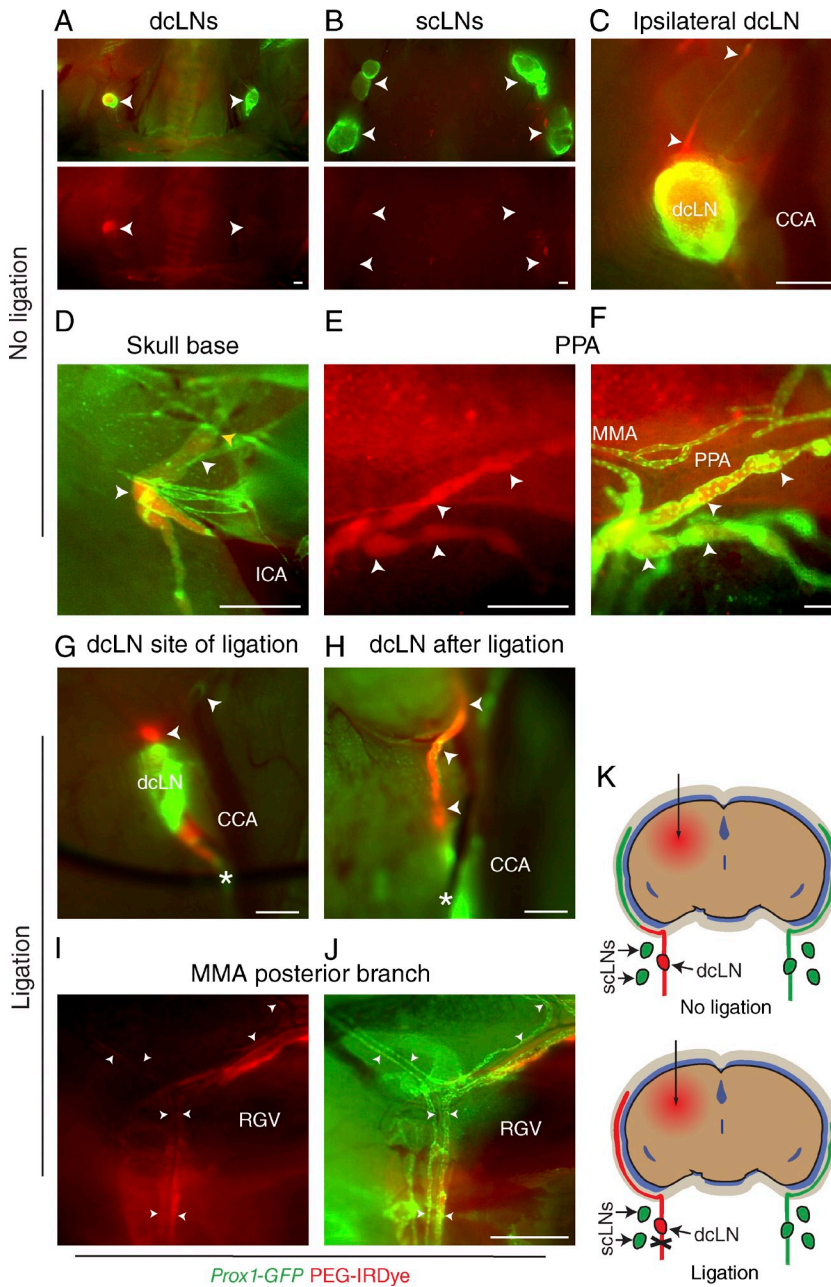 A
dcLNs
B
scLNs
C
Ipsilateral dcLN
dcLN
CCA
No ligation
D
Skull base
ICA
E
PPA
F
MMA
PPA
G
dcLN site of ligation
dcLN
CCA
*
H
dcLN after ligation
CCA
*
Ligation
I
J
MMA posterior branch
RGV
RGV
Prox1-GFP PEG-IRDye
K
scLNs
dcLN
No ligation
scLNs
dcLN
Ligation